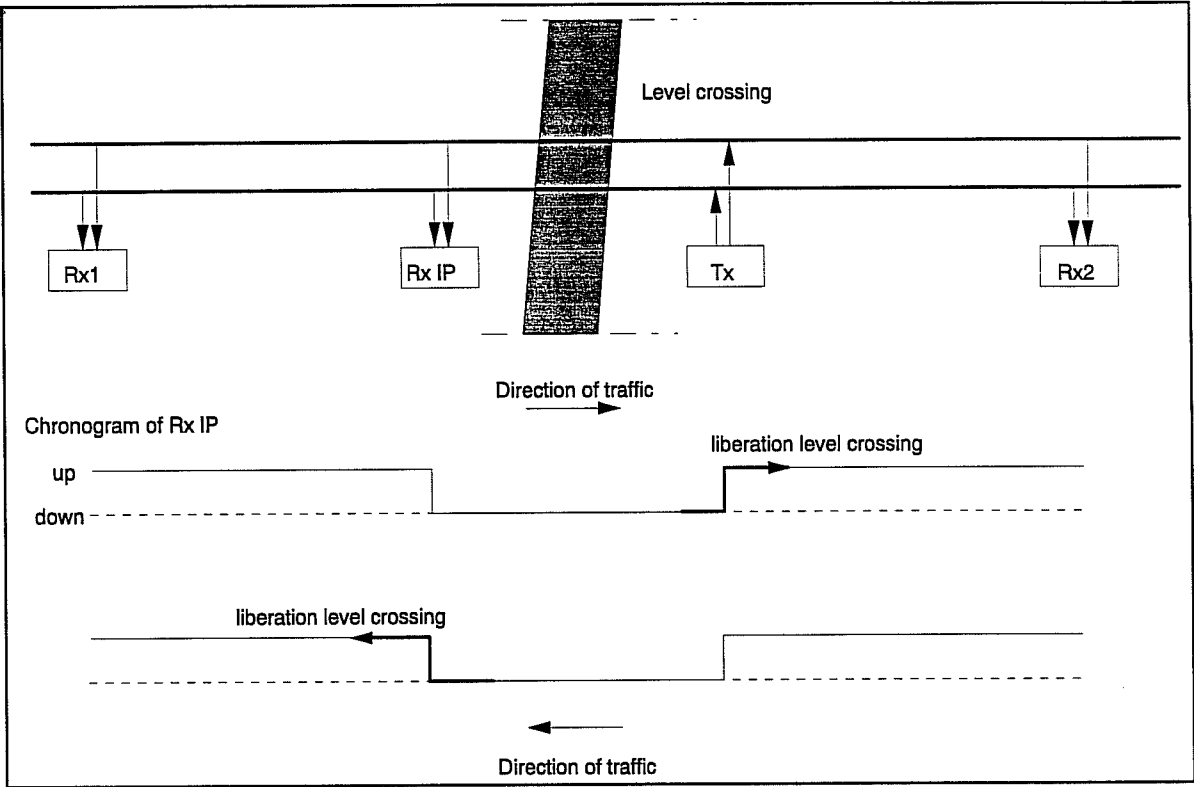 Level crossing
Rx1
Rx IP
Tx
Rx2
Direction of traffic
Chronogram of Rx IP
liberation level crossing
up
down
liberation level crossing
Direction of traffic